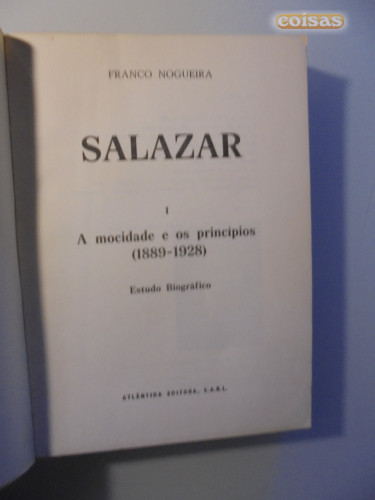 coisas
FRANCO NOGUEIRA
SALAZAR
I
A mocidade e os princípios
(1889-1928)
Estudo Biográfico
ATLÂNTIDA EDITORA, S.A.R.L.